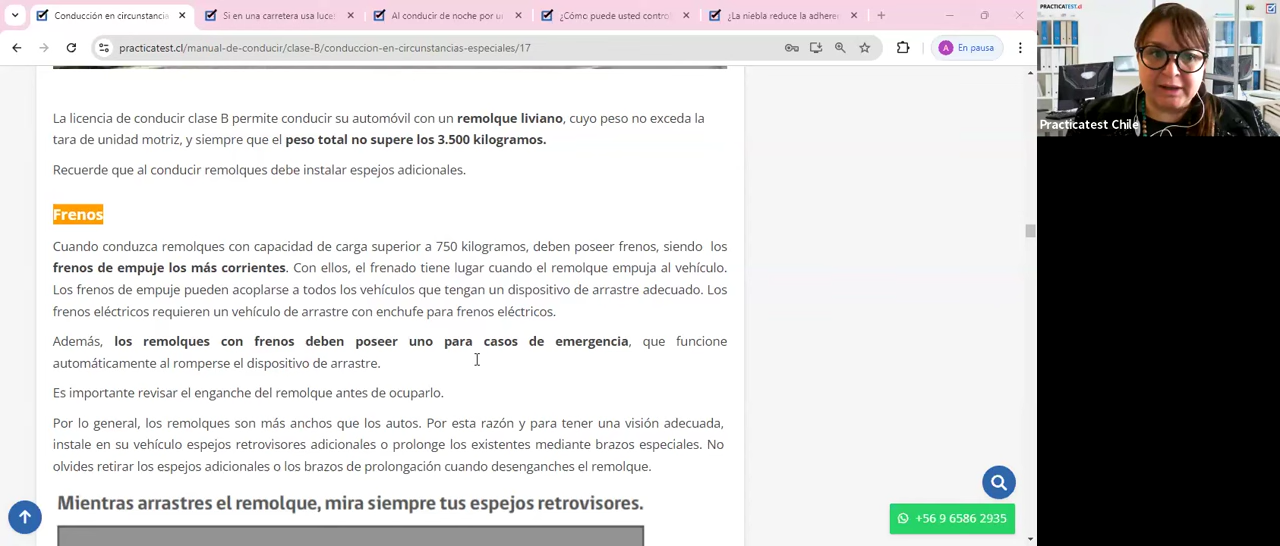 Conducción en circunstancia
Si en una carretera usa luce
Al conducir de noche por u
¿Cómo puede usted control
¿La niebla reduce la adherer
practicatest.cl/manual-de-conducir/clase-B/conduccion-en-circunstancias-especiales/17
A
En pausa
PRACTICATEST.cl
Practicatest Chile
La licencia de conducir clase B permite conducir su automóvil con un remolque liviano, cuyo peso no exceda la
tara de unidad motriz, y siempre que el peso total no supere los 3.500 kilogramos.
Recuerde que al conducir remolques debe instalar espejos adicionales.
Frenos
Cuando conduzca remolques con capacidad de carga superior a 750 kilogramos, deben poseer frenos, siendo los
frenos de empuje los más corrientes. Con ellos, el frenado tiene lugar cuando el remolque empuja al vehículo.
Los frenos de empuje pueden acoplarse a todos los vehículos que tengan un dispositivo de arrastre adecuado. Los
frenos eléctricos requieren un vehículo de arrastre con enchufe para frenos eléctricos.
Además, los remolques con frenos deben poseer uno para casos de emergencia, que funcione
automáticamente al romperse el dispositivo de arrastre.
Es importante revisar el enganche del remolque antes de ocuparlo.
Por lo general, los remolques son más anchos que los autos. Por esta razón y para tener una visión adecuada,
instale en su vehículo espejos retrovisores adicionales o prolonge los existentes mediante brazos especiales. No
olvides retirar los espejos adicionales o los brazos de prolongación cuando desenganches el remolque.
Mientras arrastres el remolque, mira siempre tus espejos retrovisores.
+56 9 6586 2935